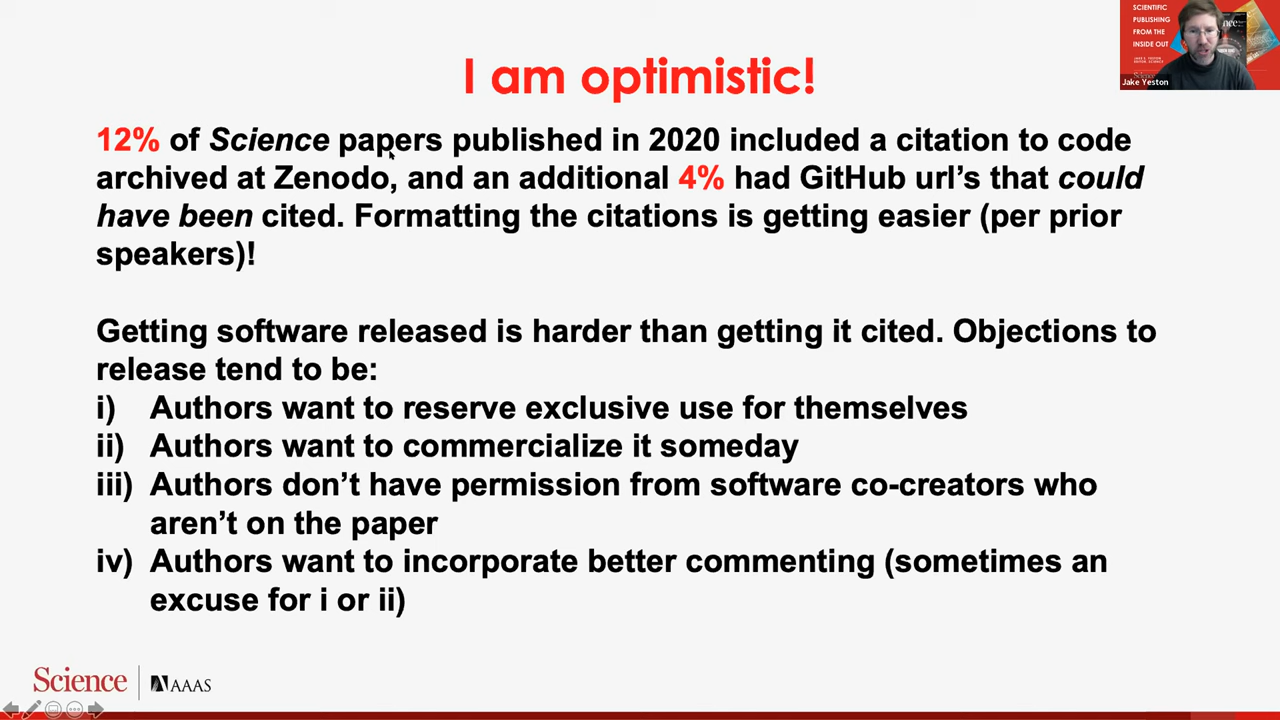 SCIENTIFIC
PUBLISHING
FROM THE
INSIDE OUT
Jake Yeston
I am optimistic!
12% of Science papers published in 2020 included a citation to code
archived at Zenodo, and an additional 4% had GitHub url’s that could
have been cited. Formatting the citations is getting easier (per prior
speakers)!
Getting software released is harder than getting it cited. Objections to
release tend to be:
i) Authors want to reserve exclusive use for themselves
ii) Authors want to commercialize it someday
iii) Authors don’t have permission from software co-creators who
aren’t on the paper
iv) Authors want to incorporate better commenting (sometimes an
excuse for i or ii)
Science
AAAS